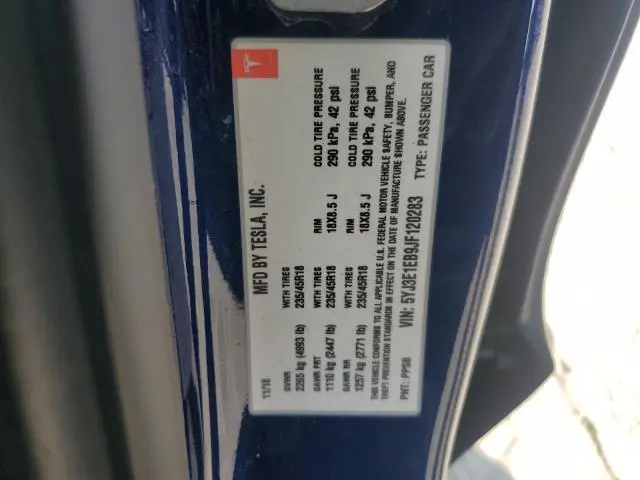 11/18 MFD BY TESLA, INC.
GVWR WITH TIRES RIM COLD TIRE PRESSURE
2265 kg (4993 lb) 235/45R18 18X8.5 J 290 kPa, 42 psi
GAWR FRT WITH TIRES RIM COLD TIRE PRESSURE
1110 kg (2447 lb) 235/45R18 18X8.5 J 290 kPa, 42 psi
GAWR RR
1257 kg (2771 lb) 235/45R18
THIS VEHICLE CONFORMS TO ALL APPLICABLE U.S. FEDERAL MOTOR VEHICLE SAFETY, BUMPER, AND
THEFT PREVENTION STANDARDS IN EFFECT ON THE DATE OF MANUFACTURE SHOWN ABOVE.
VIN: 5YJ3E1EB9JF120283 TYPE: PASSENGER CAR
PNT: PPSB